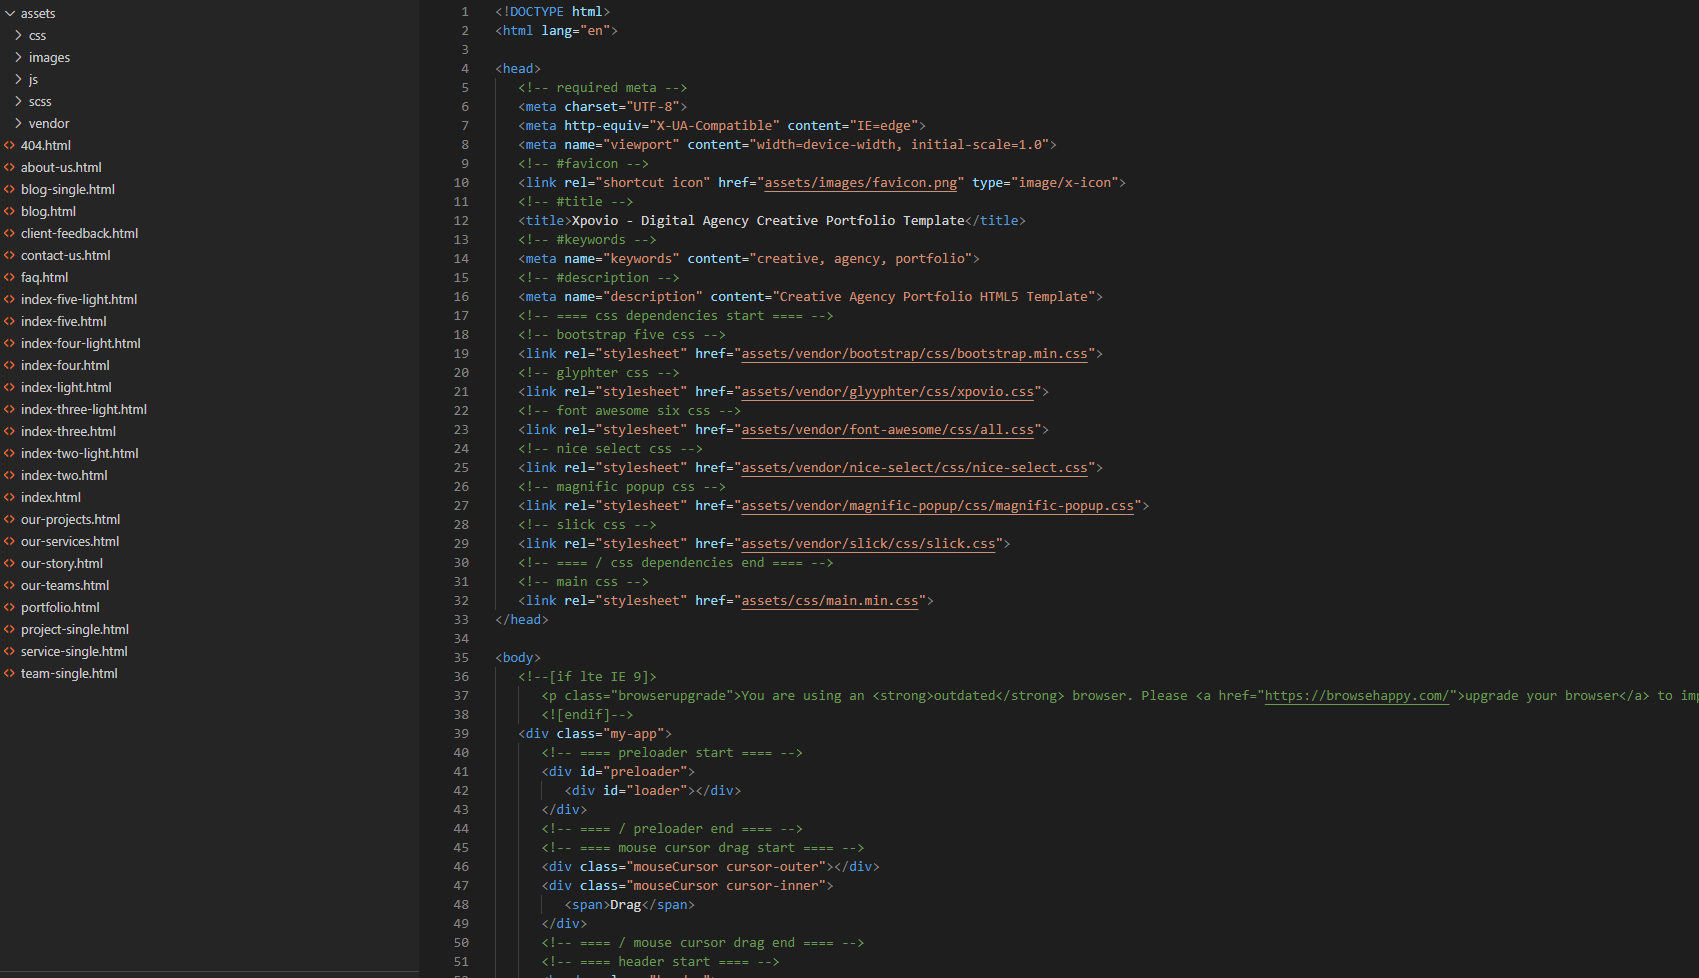 assets
css
images
js
scss
vendor
404.html
about-us.html
blog-single.html
blog.html
client-feedback.html
contact-us.html
faq.html
index-five-light.html
index-five.html
index-four-light.html
index-four.html
index-light.html
index-three-light.html
index-three.html
index-two-light.html
index-two.html
index.html
our-projects.html
our-services.html
our-story.html
our-teams.html
portfolio.html
project-single.html
service-single.html
team-single.html
1 <!DOCTYPE html>
2 <html lang="en">
3
4 <head>
5 <!-- required meta -->
6 <meta charset="UTF-8">
7 <meta http-equiv="X-UA-Compatible" content="IE=edge">
8 <meta name="viewport" content="width=device-width, initial-scale=1.0">
9 <!-- #favicon -->
10 <link rel="shortcut icon" href="assets/images/favicon.png" type="image/x-icon">
11 <!-- #title -->
12 <title>Xpovio - Digital Agency Creative Portfolio Template</title>
13 <!-- #keywords -->
14 <meta name="keywords" content="creative, agency, portfolio">
15 <!-- #description -->
16 <meta name="description" content="Creative Agency Portfolio HTML5 Template">
17 <!-- ==== css dependencies start ==== -->
18 <!-- bootstrap five css -->
19 <link rel="stylesheet" href="assets/vendor/bootstrap/css/bootstrap.min.css">
20 <!-- glyphter css -->
21 <link rel="stylesheet" href="assets/vendor/glyyphter/css/xpovio.css">
22 <!-- font awesome six css -->
23 <link rel="stylesheet" href="assets/vendor/font-awesome/css/all.css">
24 <!-- nice select css -->
25 <link rel="stylesheet" href="assets/vendor/nice-select/css/nice-select.css">
26 <!-- magnific popup css -->
27 <link rel="stylesheet" href="assets/vendor/magnific-popup/css/magnific-popup.css">
28 <!-- slick css -->
29 <link rel="stylesheet" href="assets/vendor/slick/css/slick.css">
30 <!-- ==== / css dependencies end ==== -->
31 <!-- main css -->
32 <link rel="stylesheet" href="assets/css/main.min.css">
33 </head>
34
35 <body>
36 <!--[if lte IE 9]>
37 <p class="browserupgrade">You are using an <strong>outdated</strong> browser. Please <a href="https://browsehappy.com/">upgrade your browser</a> to
38 <![endif]-->
39 <div class="my-app">
40 <!-- ==== preloader start ==== -->
41 <div id="preloader">
42 <div id="loader"></div>
43 </div>
44 <!-- ==== / preloader end ==== -->
45 <!-- ==== mouse cursor drag start ==== -->
46 <div class="mouseCursor cursor-outer"></div>
47 <div class="mouseCursor cursor-inner">
48 <span>Drag</span>
49 </div>
50 <!-- ==== / mouse cursor drag end ==== -->
51 <!-- ==== header start ==== -->